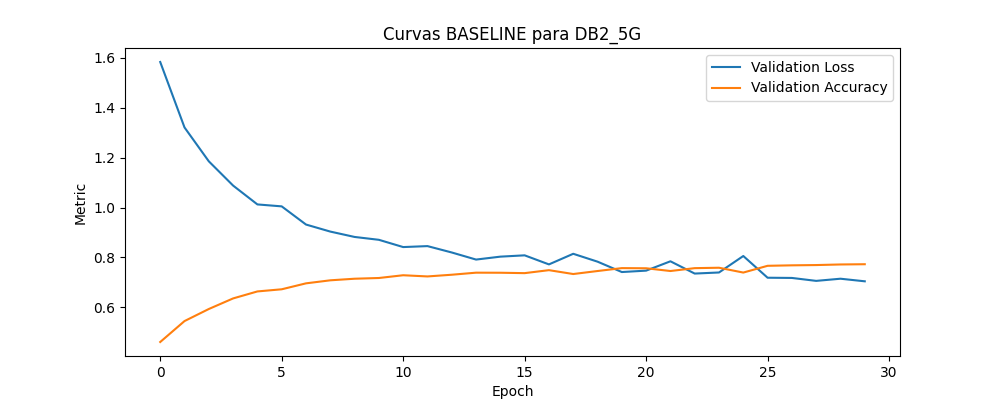 Curvas BASELINE para DB2_5G
Validation Loss
Validation Accuracy
Metric
1.6
1.4
1.2
1.0
0.8
0.6
0
5
10
15
20
25
30
Epoch